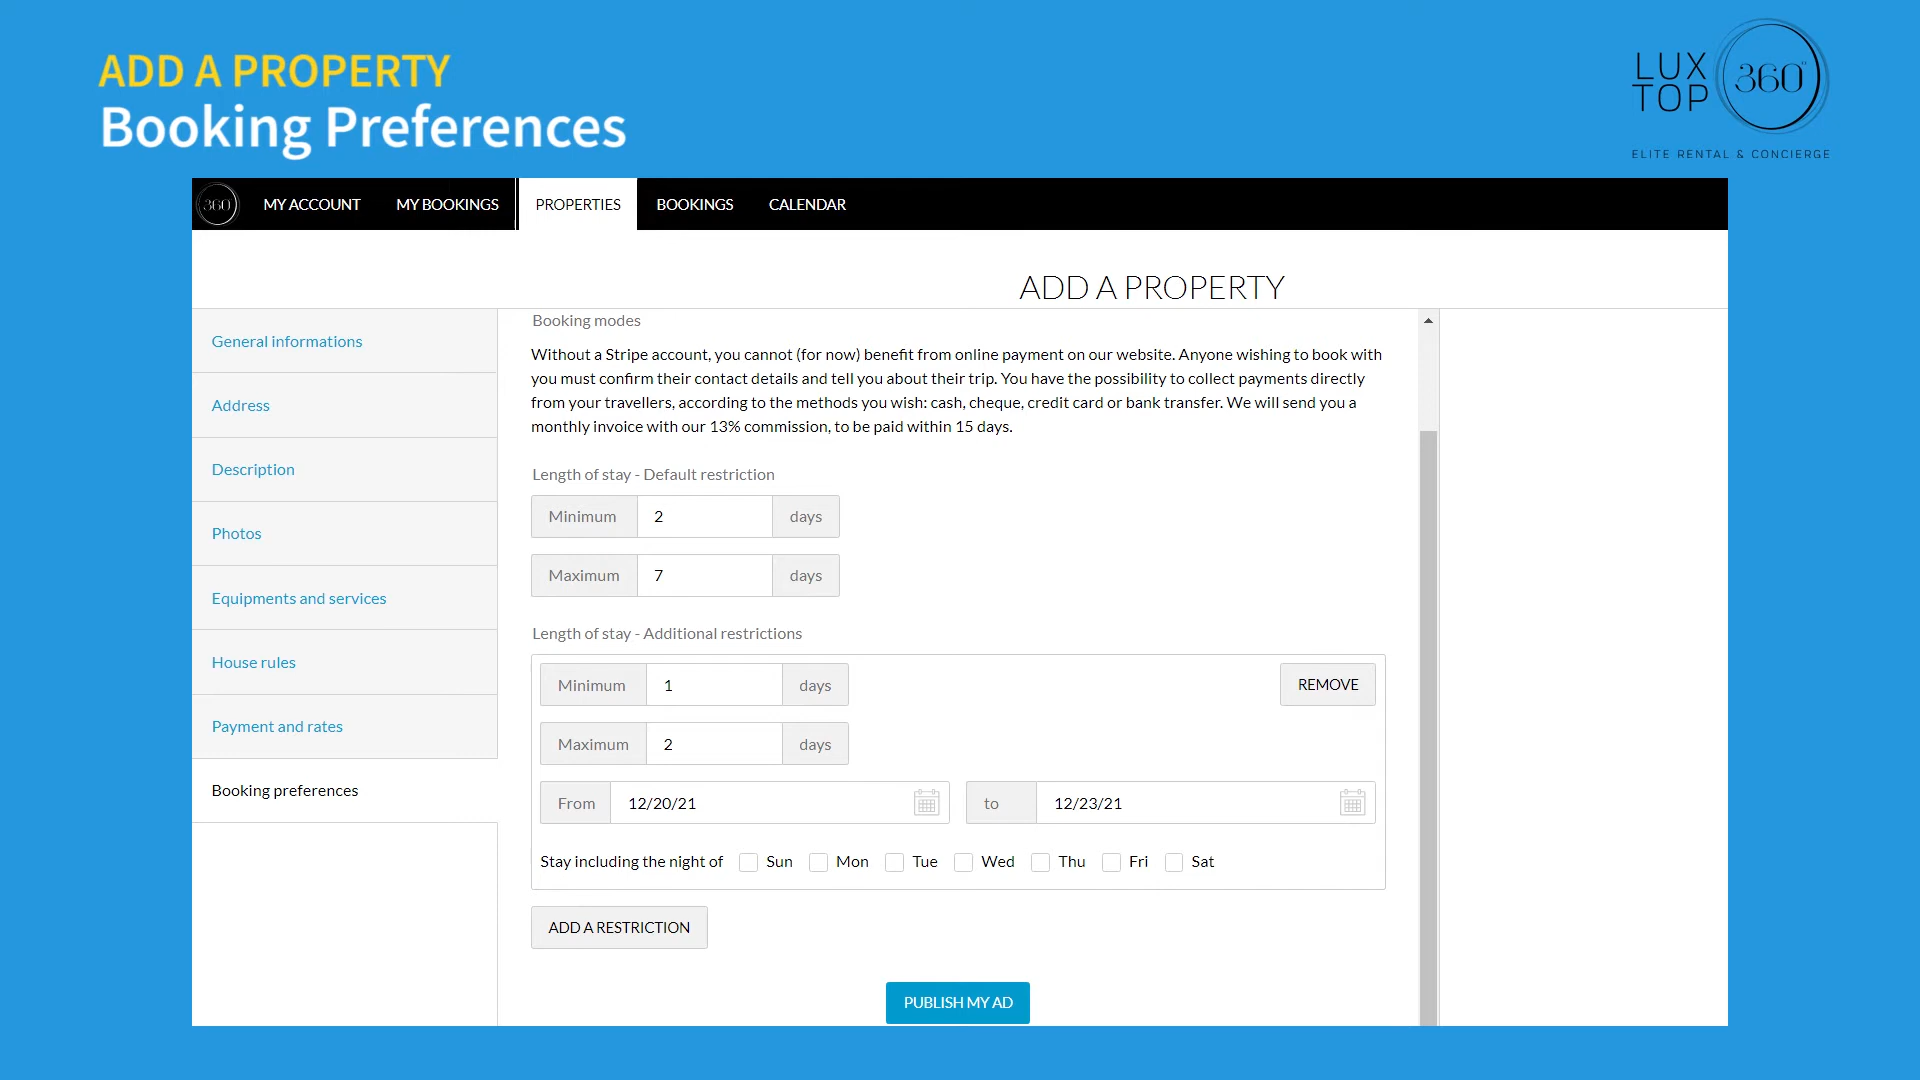 ADD A PROPERTY
Booking Preferences
LUX
TOP
360°
ELITE RENTAL & CONCIERGE
360°
MY ACCOUNT
MY BOOKINGS
PROPERTIES
BOOKINGS
CALENDAR
ADD A PROPERTY
General informations
Address
Description
Photos
Equipments and services
House rules
Payment and rates
Booking preferences
Booking modes
Without a Stripe account, you cannot (for now) benefit from online payment on our website. Anyone wishing to book with
you must confirm their contact details and tell you about their trip. You have the possibility to collect payments directly
from your travellers, according to the methods you wish: cash, cheque, credit card or bank transfer. We will send you a
monthly invoice with our 13% commission, to be paid within 15 days.
Length of stay - Default restriction
Minimum 2 days
Maximum 7 days
Length of stay - Additional restrictions
Minimum 1 days
REMOVE
Maximum 2 days
From 12/20/21 to 12/23/21
Stay including the night of Sun Mon Tue Wed Thu Fri Sat
ADD A RESTRICTION
PUBLISH MY AD